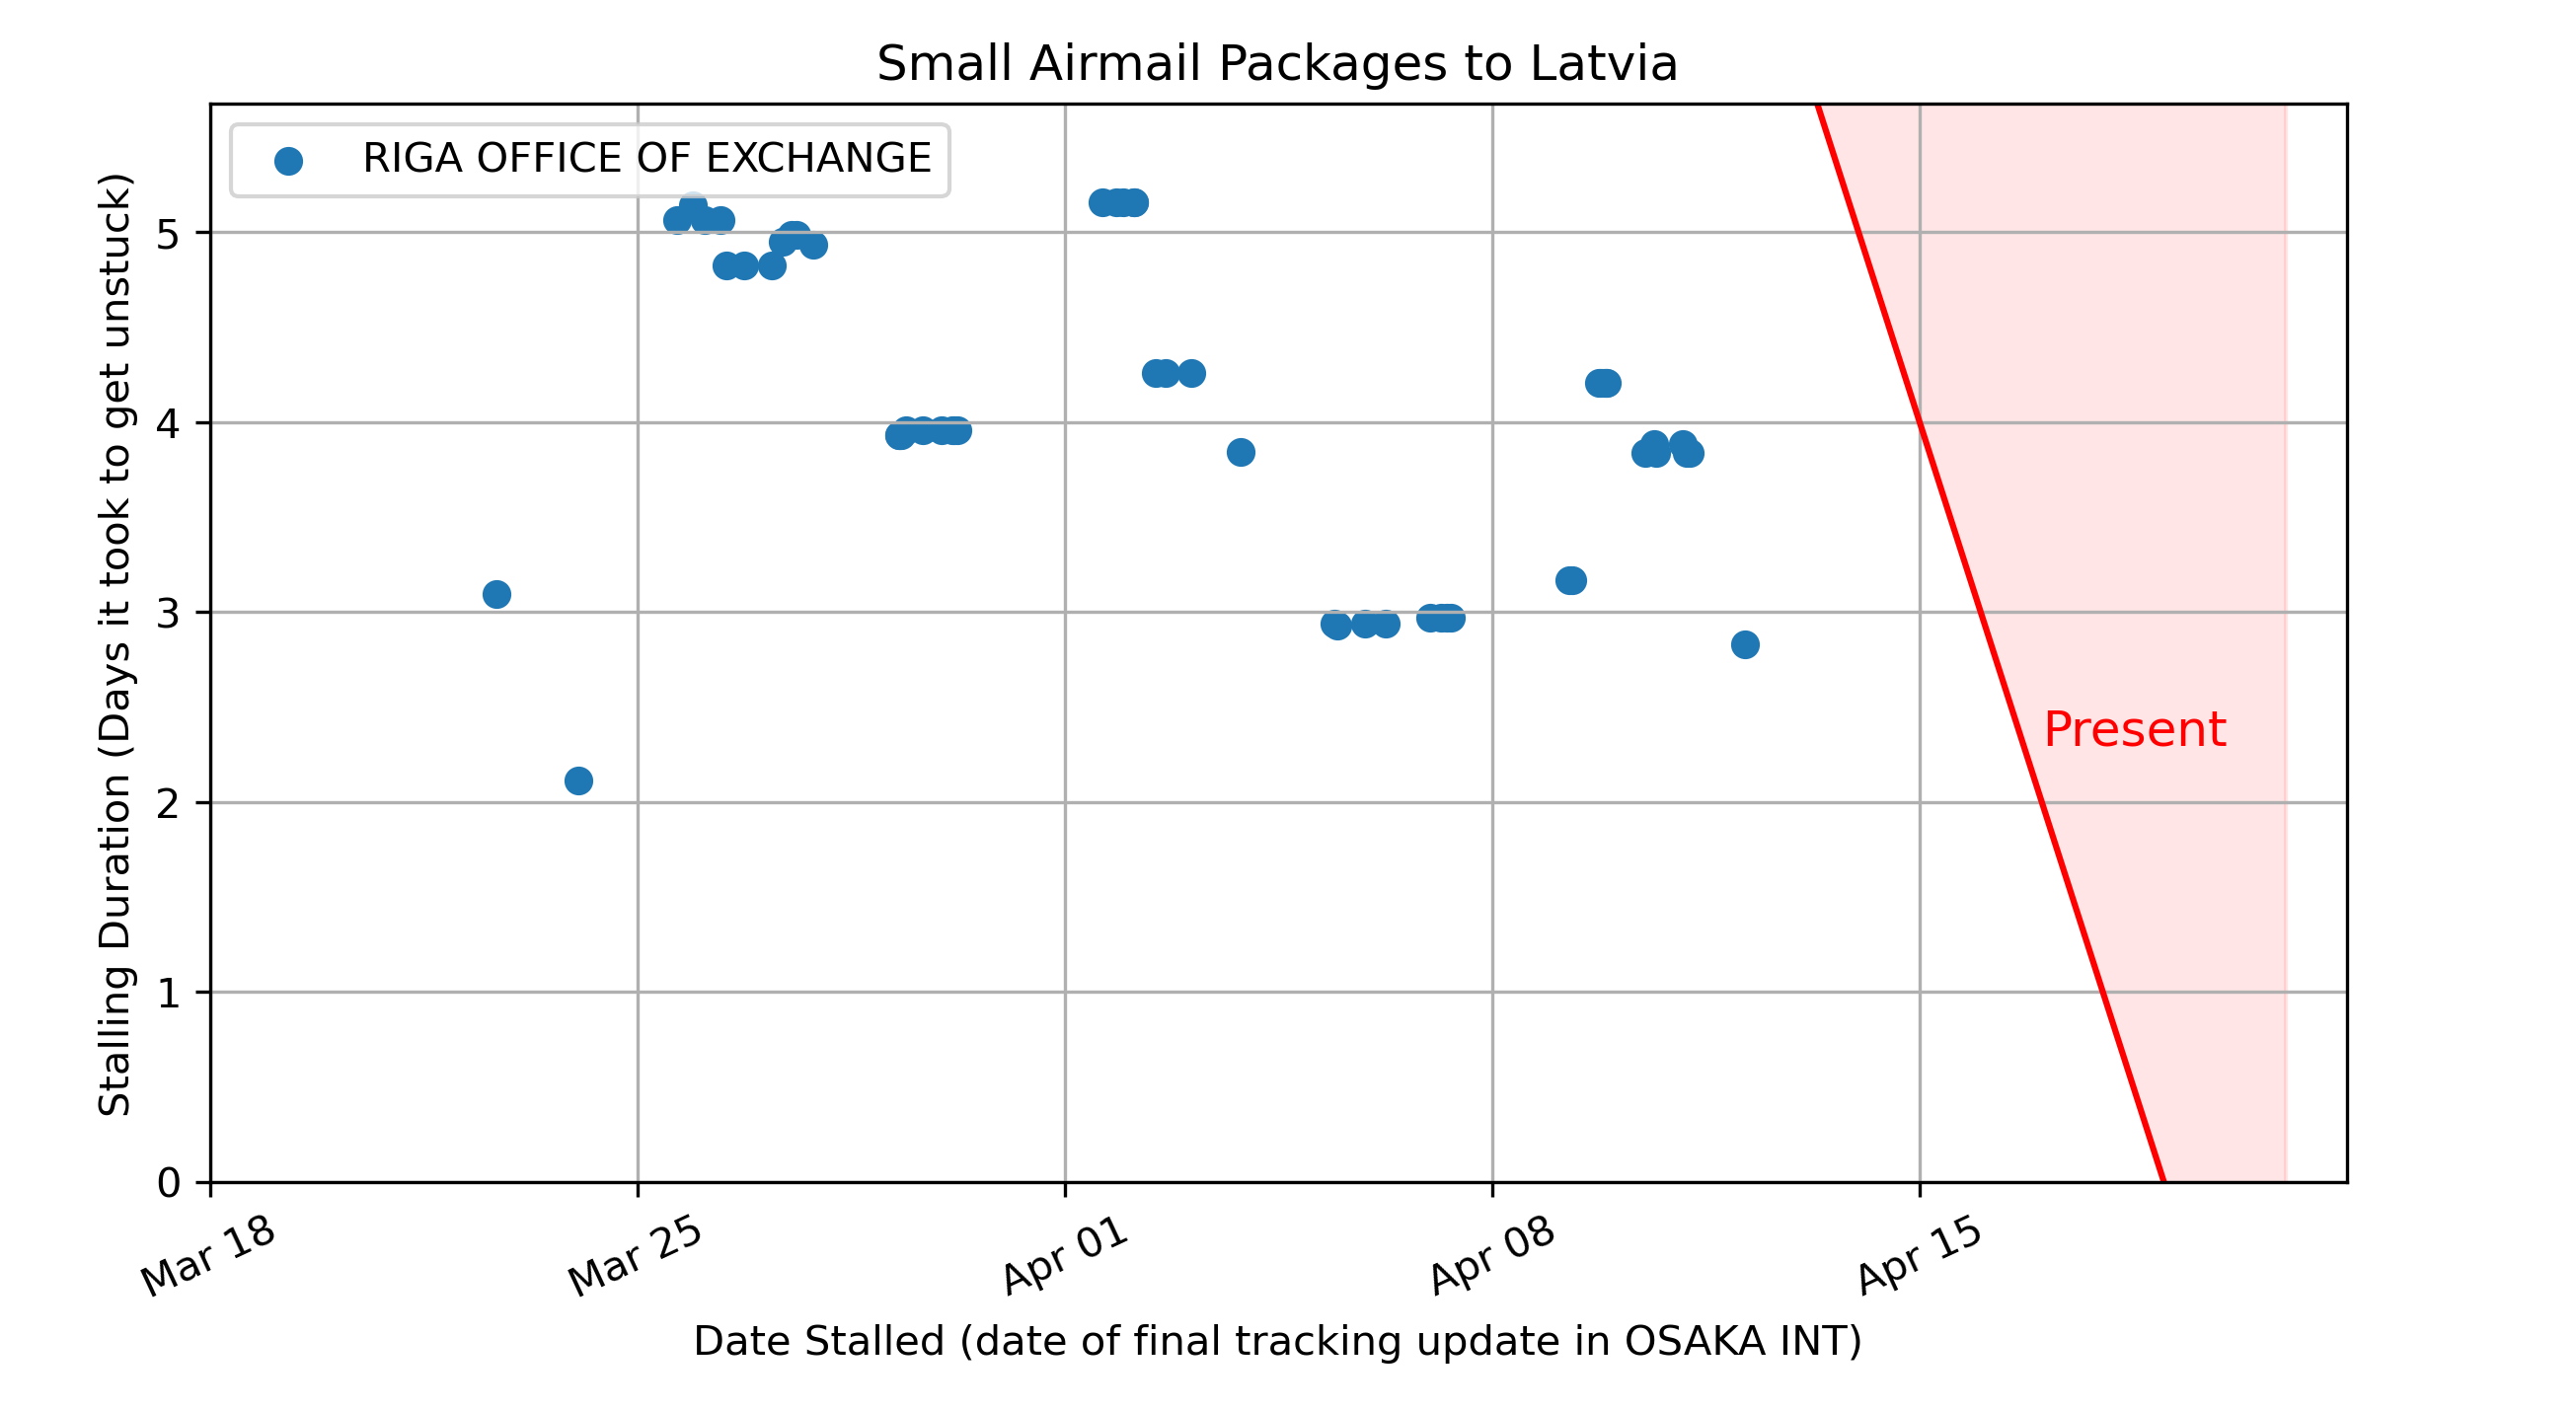 Small Airmail Packages to Latvia
RIGA OFFICE OF EXCHANGE
Stalling Duration (Days it took to get unstuck)
5
4
3
2
1
0
Present
Mar 18
Mar 25
Apr 01
Apr 08
Apr 15
Date Stalled (date of final tracking update in OSAKA INT)